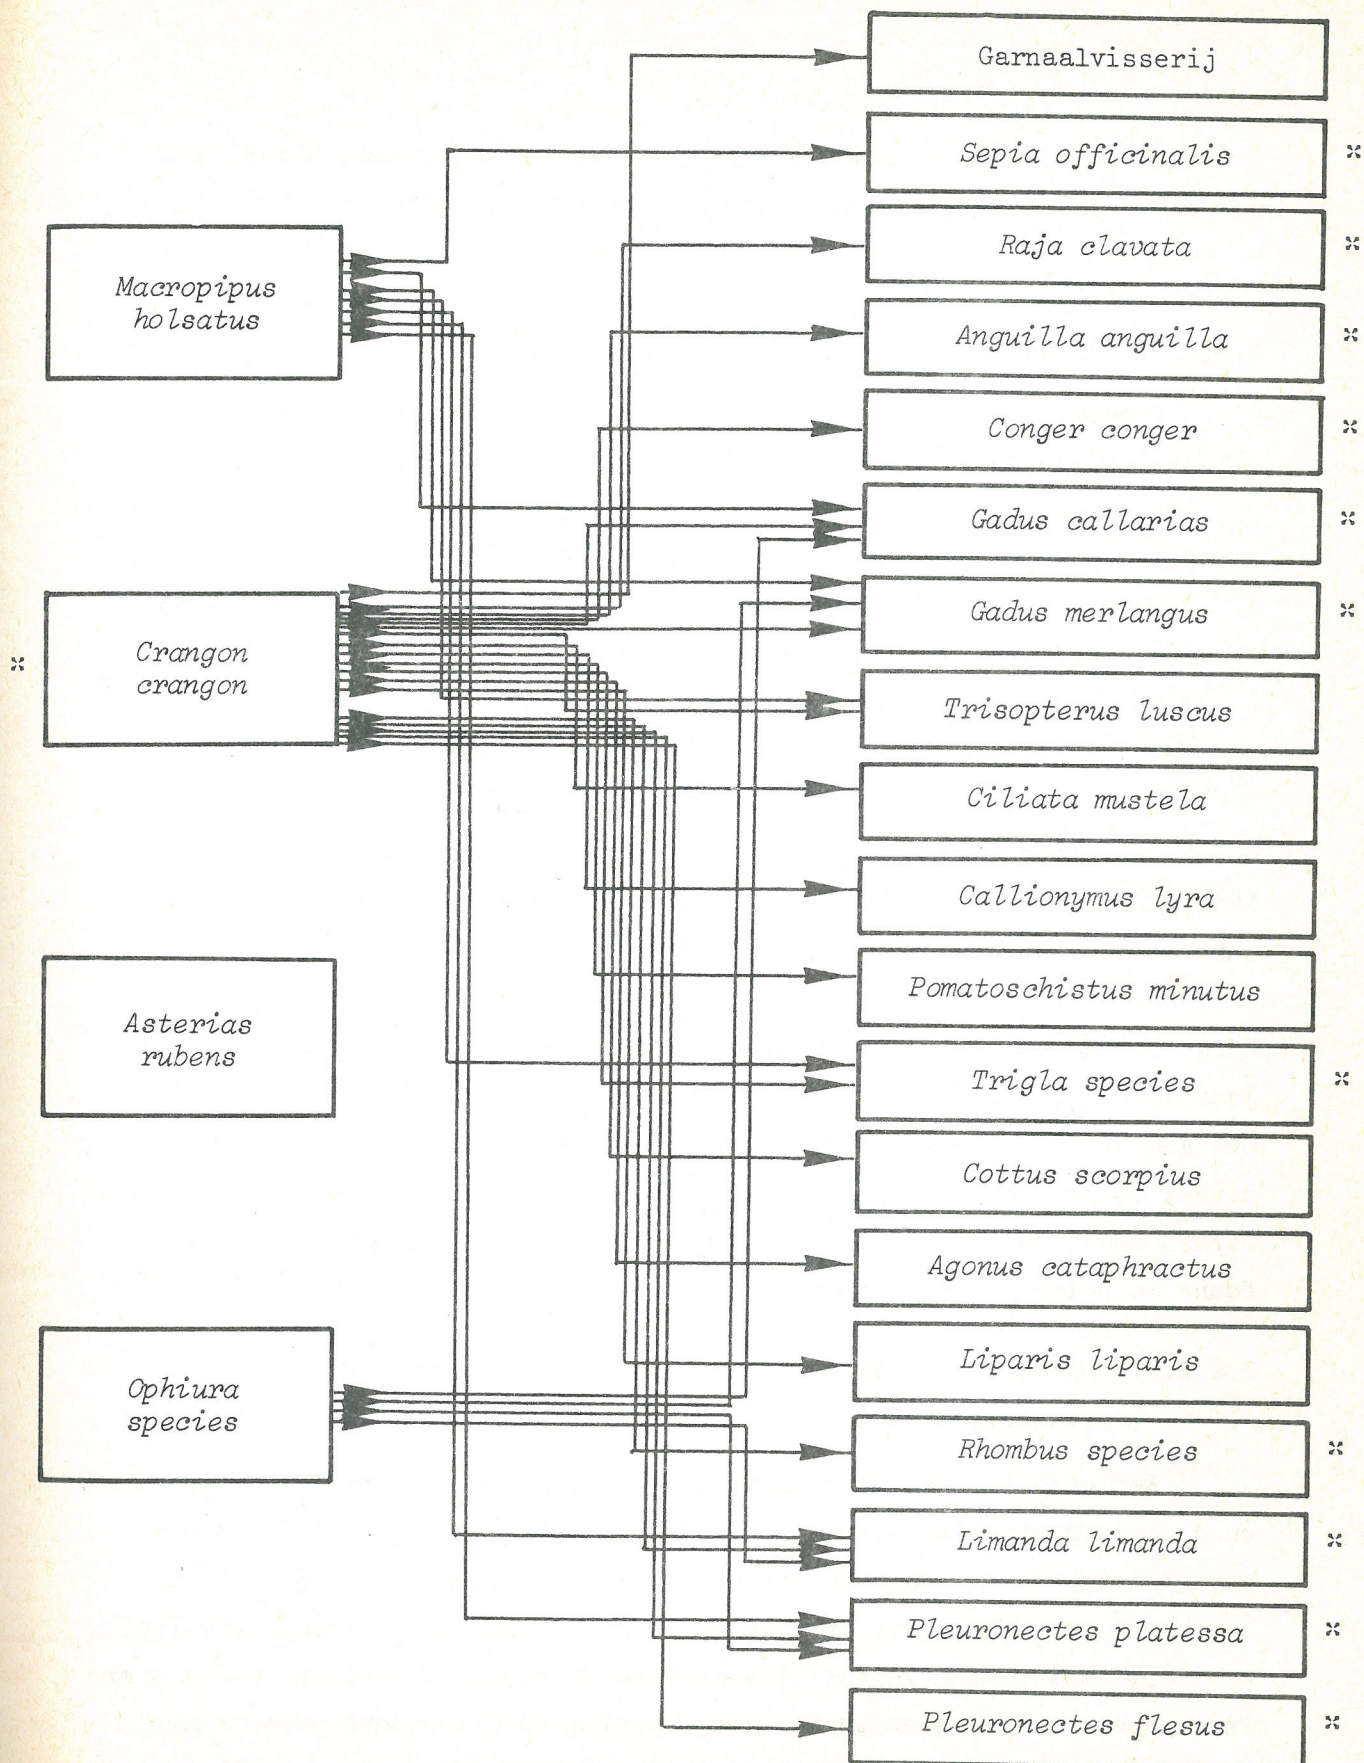 Garnaalvisserij
Sepia officinalis
Raja clavata
Macropipus
holsatus
Anguilla anguilla
Conger conger
Gadus callarias
Gadus merlangus
Crangon
crangon
Trisopterus luscus
Ciliata mustela
Callionymus lyra
Pomatoschistus minutus
Asterias
rubens
Trigla species
Cottus scorpius
Agonus cataphractus
Liparis liparis
Ophiura
species
Rhombus species
Limanda limanda
Pleuronectes platessa
Pleuronectes flesus